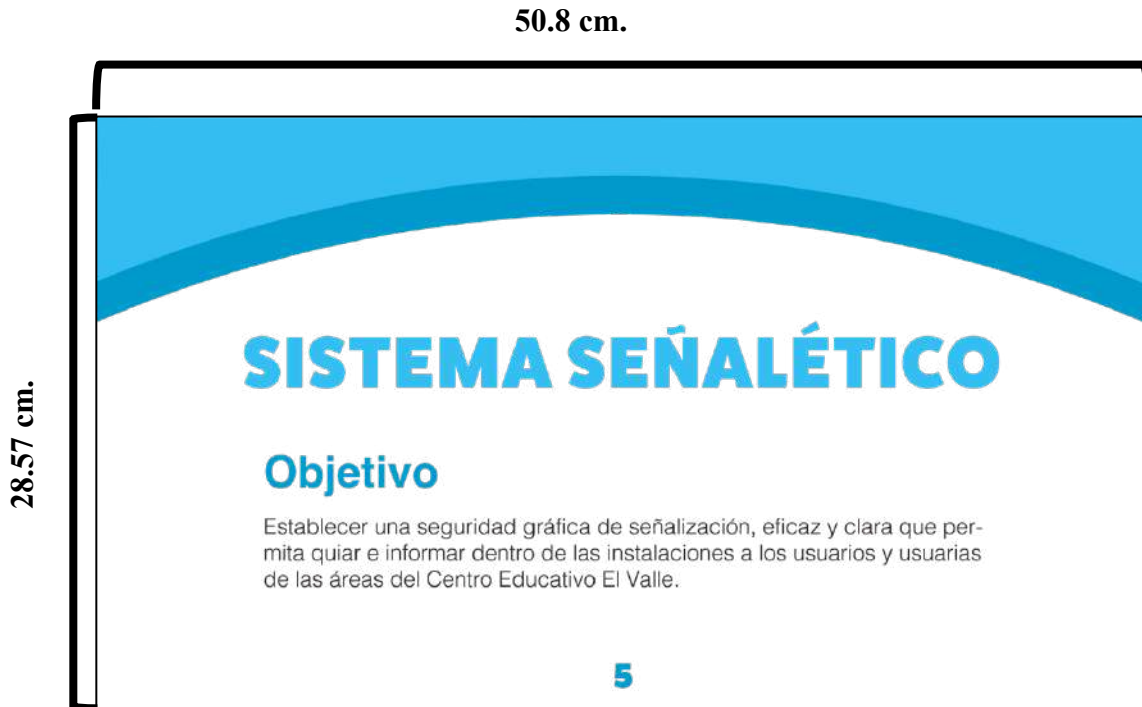 50.8 cm.
28.57 cm.
SISTEMA SEÑALÉTICO
Objetivo
Establecer una seguridad gráfica de señalización, eficaz y clara que per-
mita quiar e informar dentro de las instalaciones a los usuarios y usuarias
de las áreas del Centro Educativo El Valle.
5